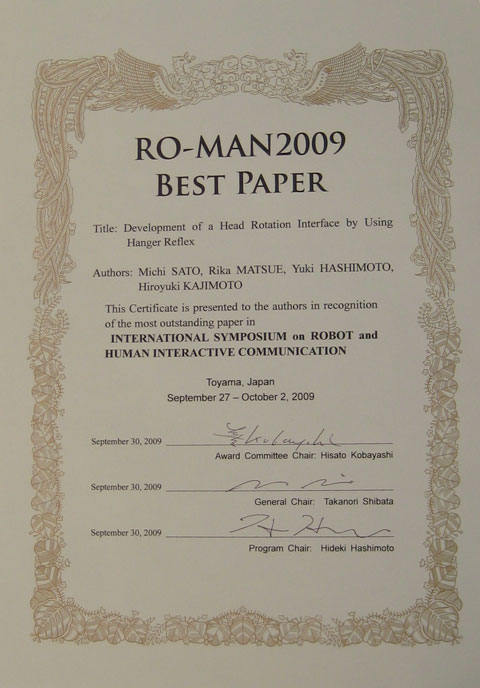 RO-MAN2009
BEST PAPER
Title: Development of a Head Rotation Interface by Using
Hanger Reflex
Authors: Michi SATO, Rika MATSUE, Yuki HASHIMOTO,
Hiroyuki KAJIMOTO
This Certificate is presented to the authors in recognition
of the most outstanding paper in
INTERNATIONAL SYMPOSIUM on ROBOT and
HUMAN INTERACTIVE COMMUNICATION
Toyama, Japan
September 27 – October 2, 2009
September 30, 2009
Award Committee Chair: Hisato Kobayashi
September 30, 2009
General Chair: Takanori Shibata
September 30, 2009
Program Chair: Hideki Hashimoto